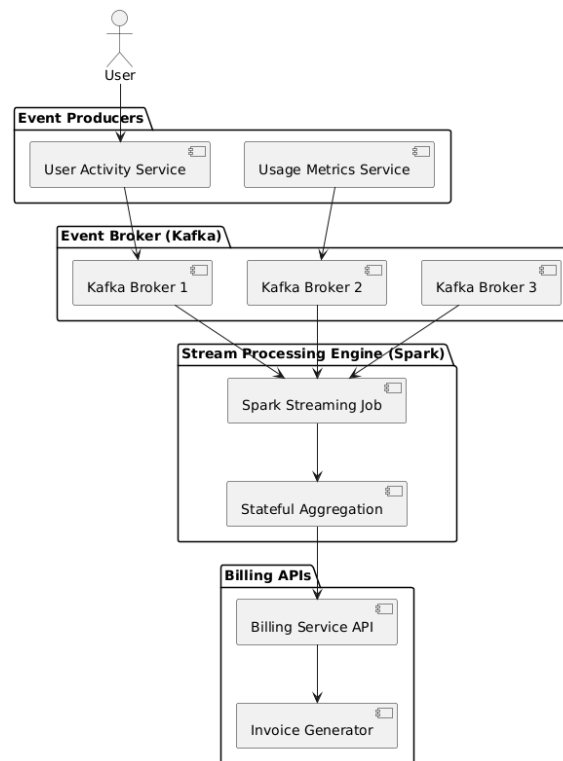 User
Event Producers
User Activity Service
Usage Metrics Service
Event Broker (Kafka)
Kafka Broker 1
Kafka Broker 2
Kafka Broker 3
Stream Processing Engine (Spark)
Spark Streaming Job
Stateful Aggregation
Billing APIs
Billing Service API
Invoice Generator